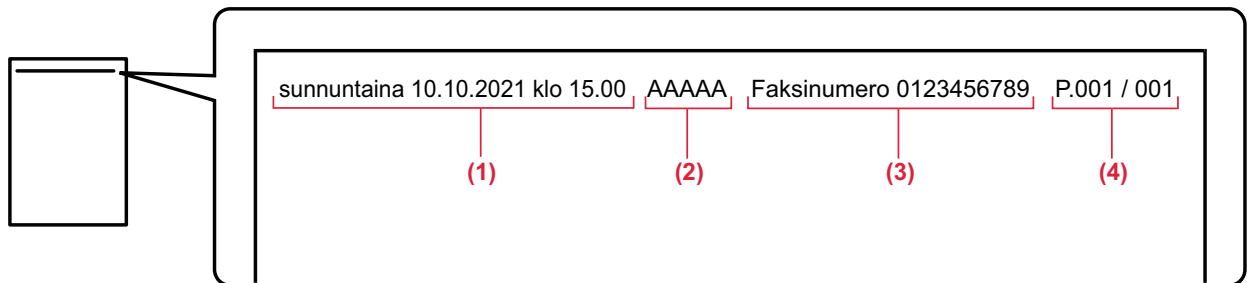 sunnuntaina 10.10.2021 klo 15.00 AAAAA Faksinumero 0123456789 P.001 / 001
(1) (2) (3) (4)